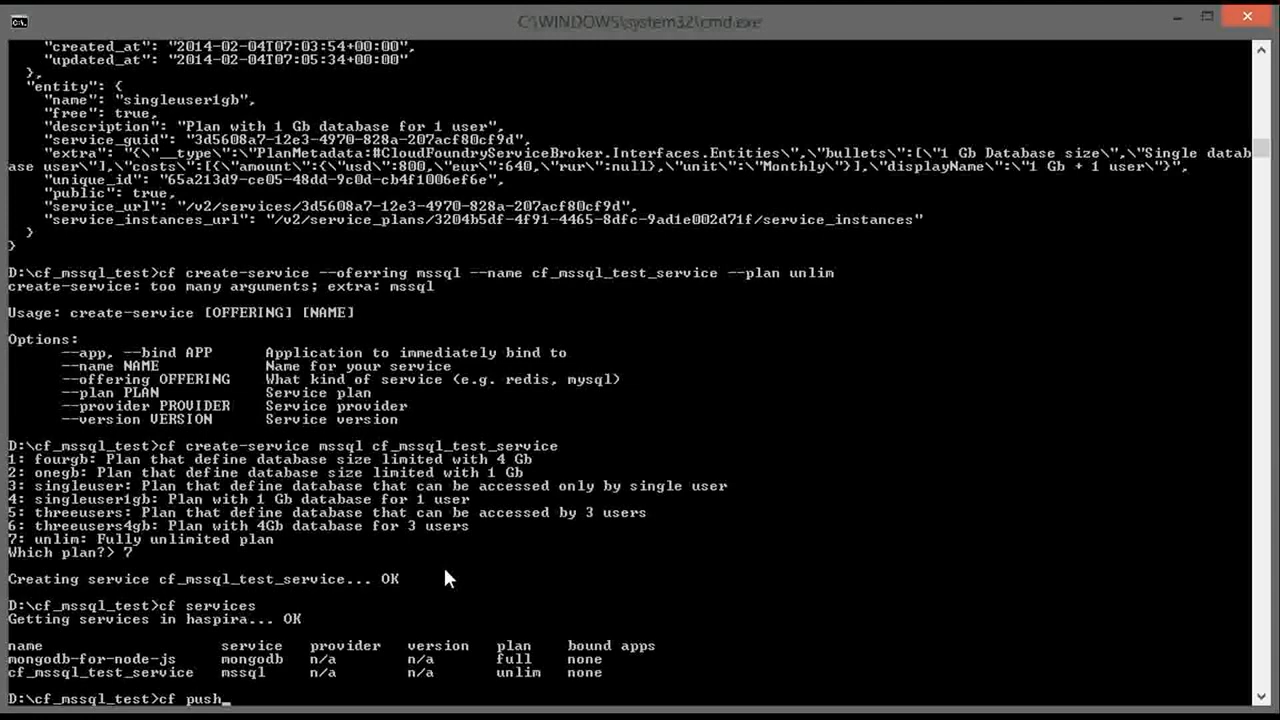 C:\WINDOWS\system32\cmd.exe
"created_at": "2014-02-04T07:03:54+00:00",
"updated_at": "2014-02-04T07:05:34+00:00"
},
"entity": {
"name": "singleuser1gb",
"free": true,
"description": "Plan with 1 Gb database for 1 user",
"service_guid": "3d5608a7-12e3-4970-828a-207acf80cf9d",
"extra": "{\"__type\":\"PlanMetadata:#CloudFoundryServiceBroker.Interfaces.Entities\",\"bullets\":[\"1 Gb Database size\",\"Single datab
ase user\"],\"costs\":[{\"amount\":{\"usd\":800,\"eur\":640,\"rur\":null},\"unit\":\"Monthly\"}],\"displayName\":\"1 Gb + 1 user\"}",
"unique_id": "65a213d9-ce05-48dd-9c0d-cb4f1006ef6e",
"public": true,
"service_url": "/v2/services/3d5608a7-12e3-4970-828a-207acf80cf9d",
"service_instances_url": "/v2/service_plans/3204b5df-4f91-4465-8dfc-9ad1e002d71f/service_instances"
}
}
D:\cf_mssql_test>cf create-service --oferring mssql --name cf_mssql_test_service --plan unlim
create-service: too many arguments; extra: mssql
Usage: create-service [OFFERING] [NAME]
Options:
--app, --bind APP Application to immediately bind to
--name NAME Name for your service
--offering OFFERING What kind of service (e.g. redis, mysql)
--plan PLAN Service plan
--provider PROVIDER Service provider
--version VERSION Service version
D:\cf_mssql_test>cf create-service mssql cf_mssql_test_service
1: fourgb: Plan that define database size limited with 4 Gb
2: onegb: Plan that define database size limited with 1 Gb
3: singleuser: Plan that define database that can be accessed only by single user
4: singleuser1gb: Plan with 1 Gb database for 1 user
5: threeusers: Plan that define database that can be accessed by 3 users
6: threeusers4gb: Plan with 4Gb database for 3 users
7: unlim: Fully unlimited plan
Which plan?> 7
Creating service cf_mssql_test_service... OK
D:\cf_mssql_test>cf services
Getting services in haspira... OK
name service provider version plan bound apps
mongodb-for-node-js mongodb n/a n/a full none
cf_mssql_test_service mssql n/a n/a unlim none
D:\cf_mssql_test>cf push_